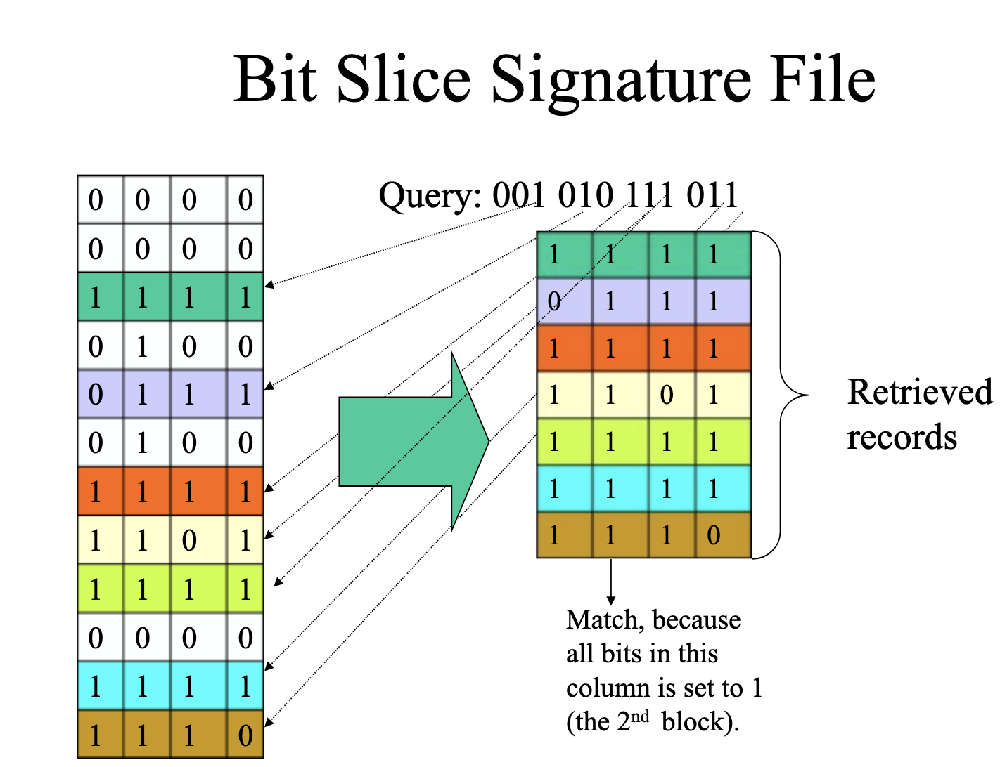 Bit Slice Signature File
Query: 001 010 111 011
0 0 0 0
0 0 0 0
1 1 1 1
0 1 0 0
0 1 1 1
0 1 0 0
1 1 1 1
1 1 0 1
1 1 1 1
0 0 0 0
1 1 1 1
1 1 1 0
1 1 1 1
0 1 1 1
1 1 1 1
1 1 0 1
1 1 1 1
1 1 1 1
1 1 1 0
Retrieved
records
Match, because
all bits in this
column is set to 1
(the 2nd block).